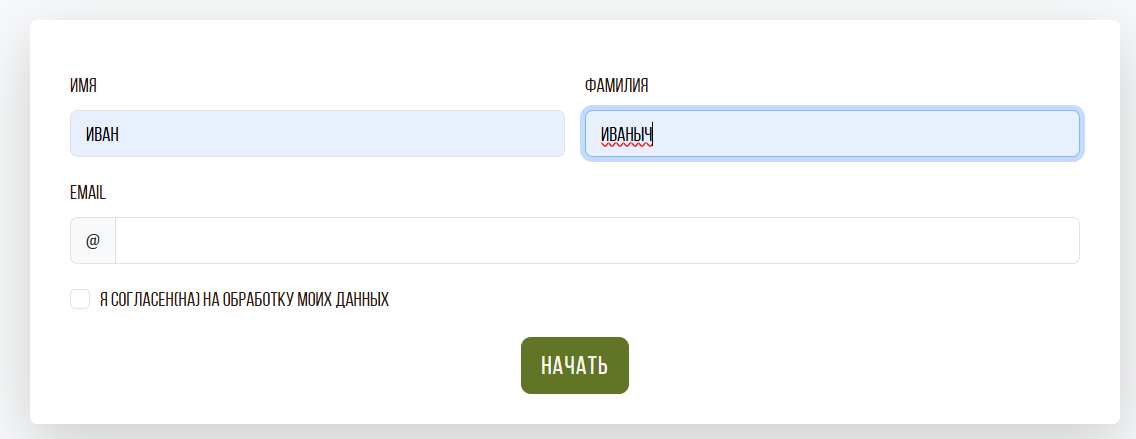 ИМЯ
ФАМИЛИЯ
ИВАН
ИВАНЫЧ
EMAIL
@
Я СОГЛАСЕН(НА) НА ОБРАБОТКУ МОИХ ДАННЫХ
НАЧАТЬ